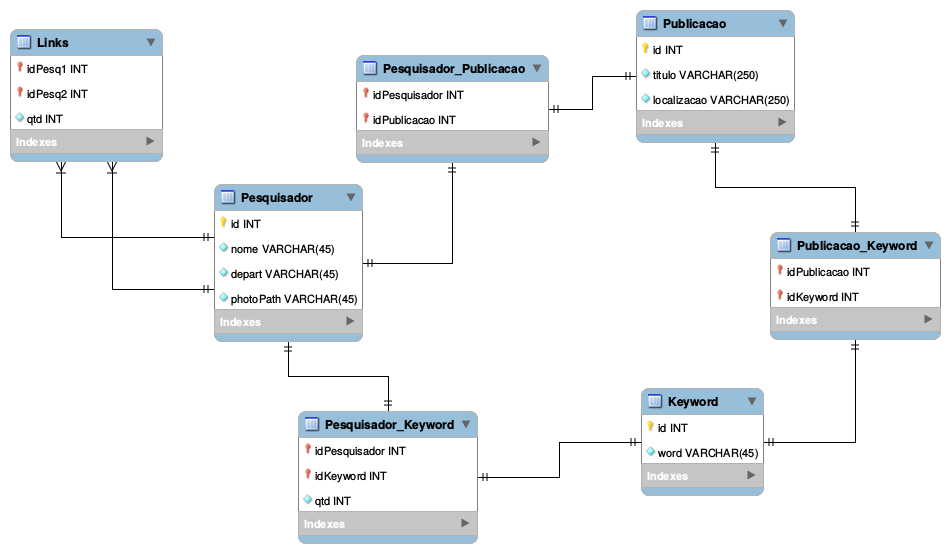 Links
idPesq1 INT
idPesq2 INT
qtd INT
Indexes
Pesquisador_Publicacao
idPesquisador INT
idPublicacao INT
Indexes
Publicacao
id INT
titulo VARCHAR(250)
localizacao VARCHAR(250)
Indexes
Pesquisador
id INT
nome VARCHAR(45)
depart VARCHAR(45)
photoPath VARCHAR(45)
Indexes
Publicacao_Keyword
idPublicacao INT
idKeyword INT
Indexes
Pesquisador_Keyword
idPesquisador INT
idKeyword INT
qtd INT
Indexes
Keyword
id INT
word VARCHAR(45)
Indexes